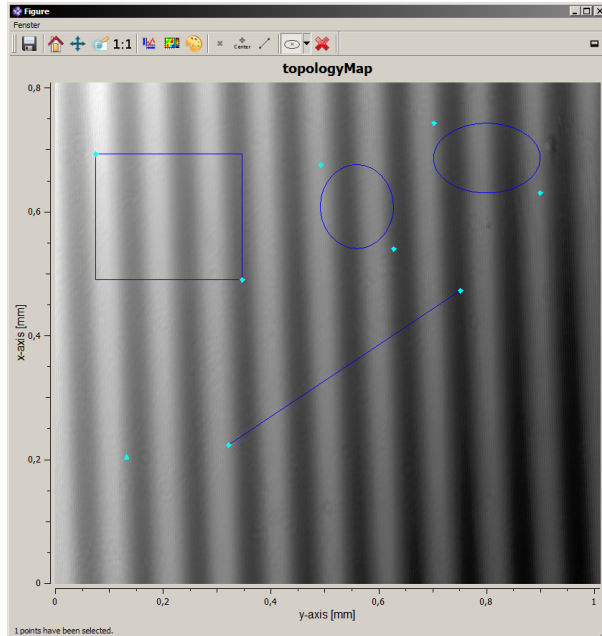 Figure
Fenster
1:1
Center
topologyMap
0,8
0,6
0,4
0,2
0
x-axis [mm]
0
0,2
0,4
0,6
0,8
1
y-axis [mm]
1 points have been selected.